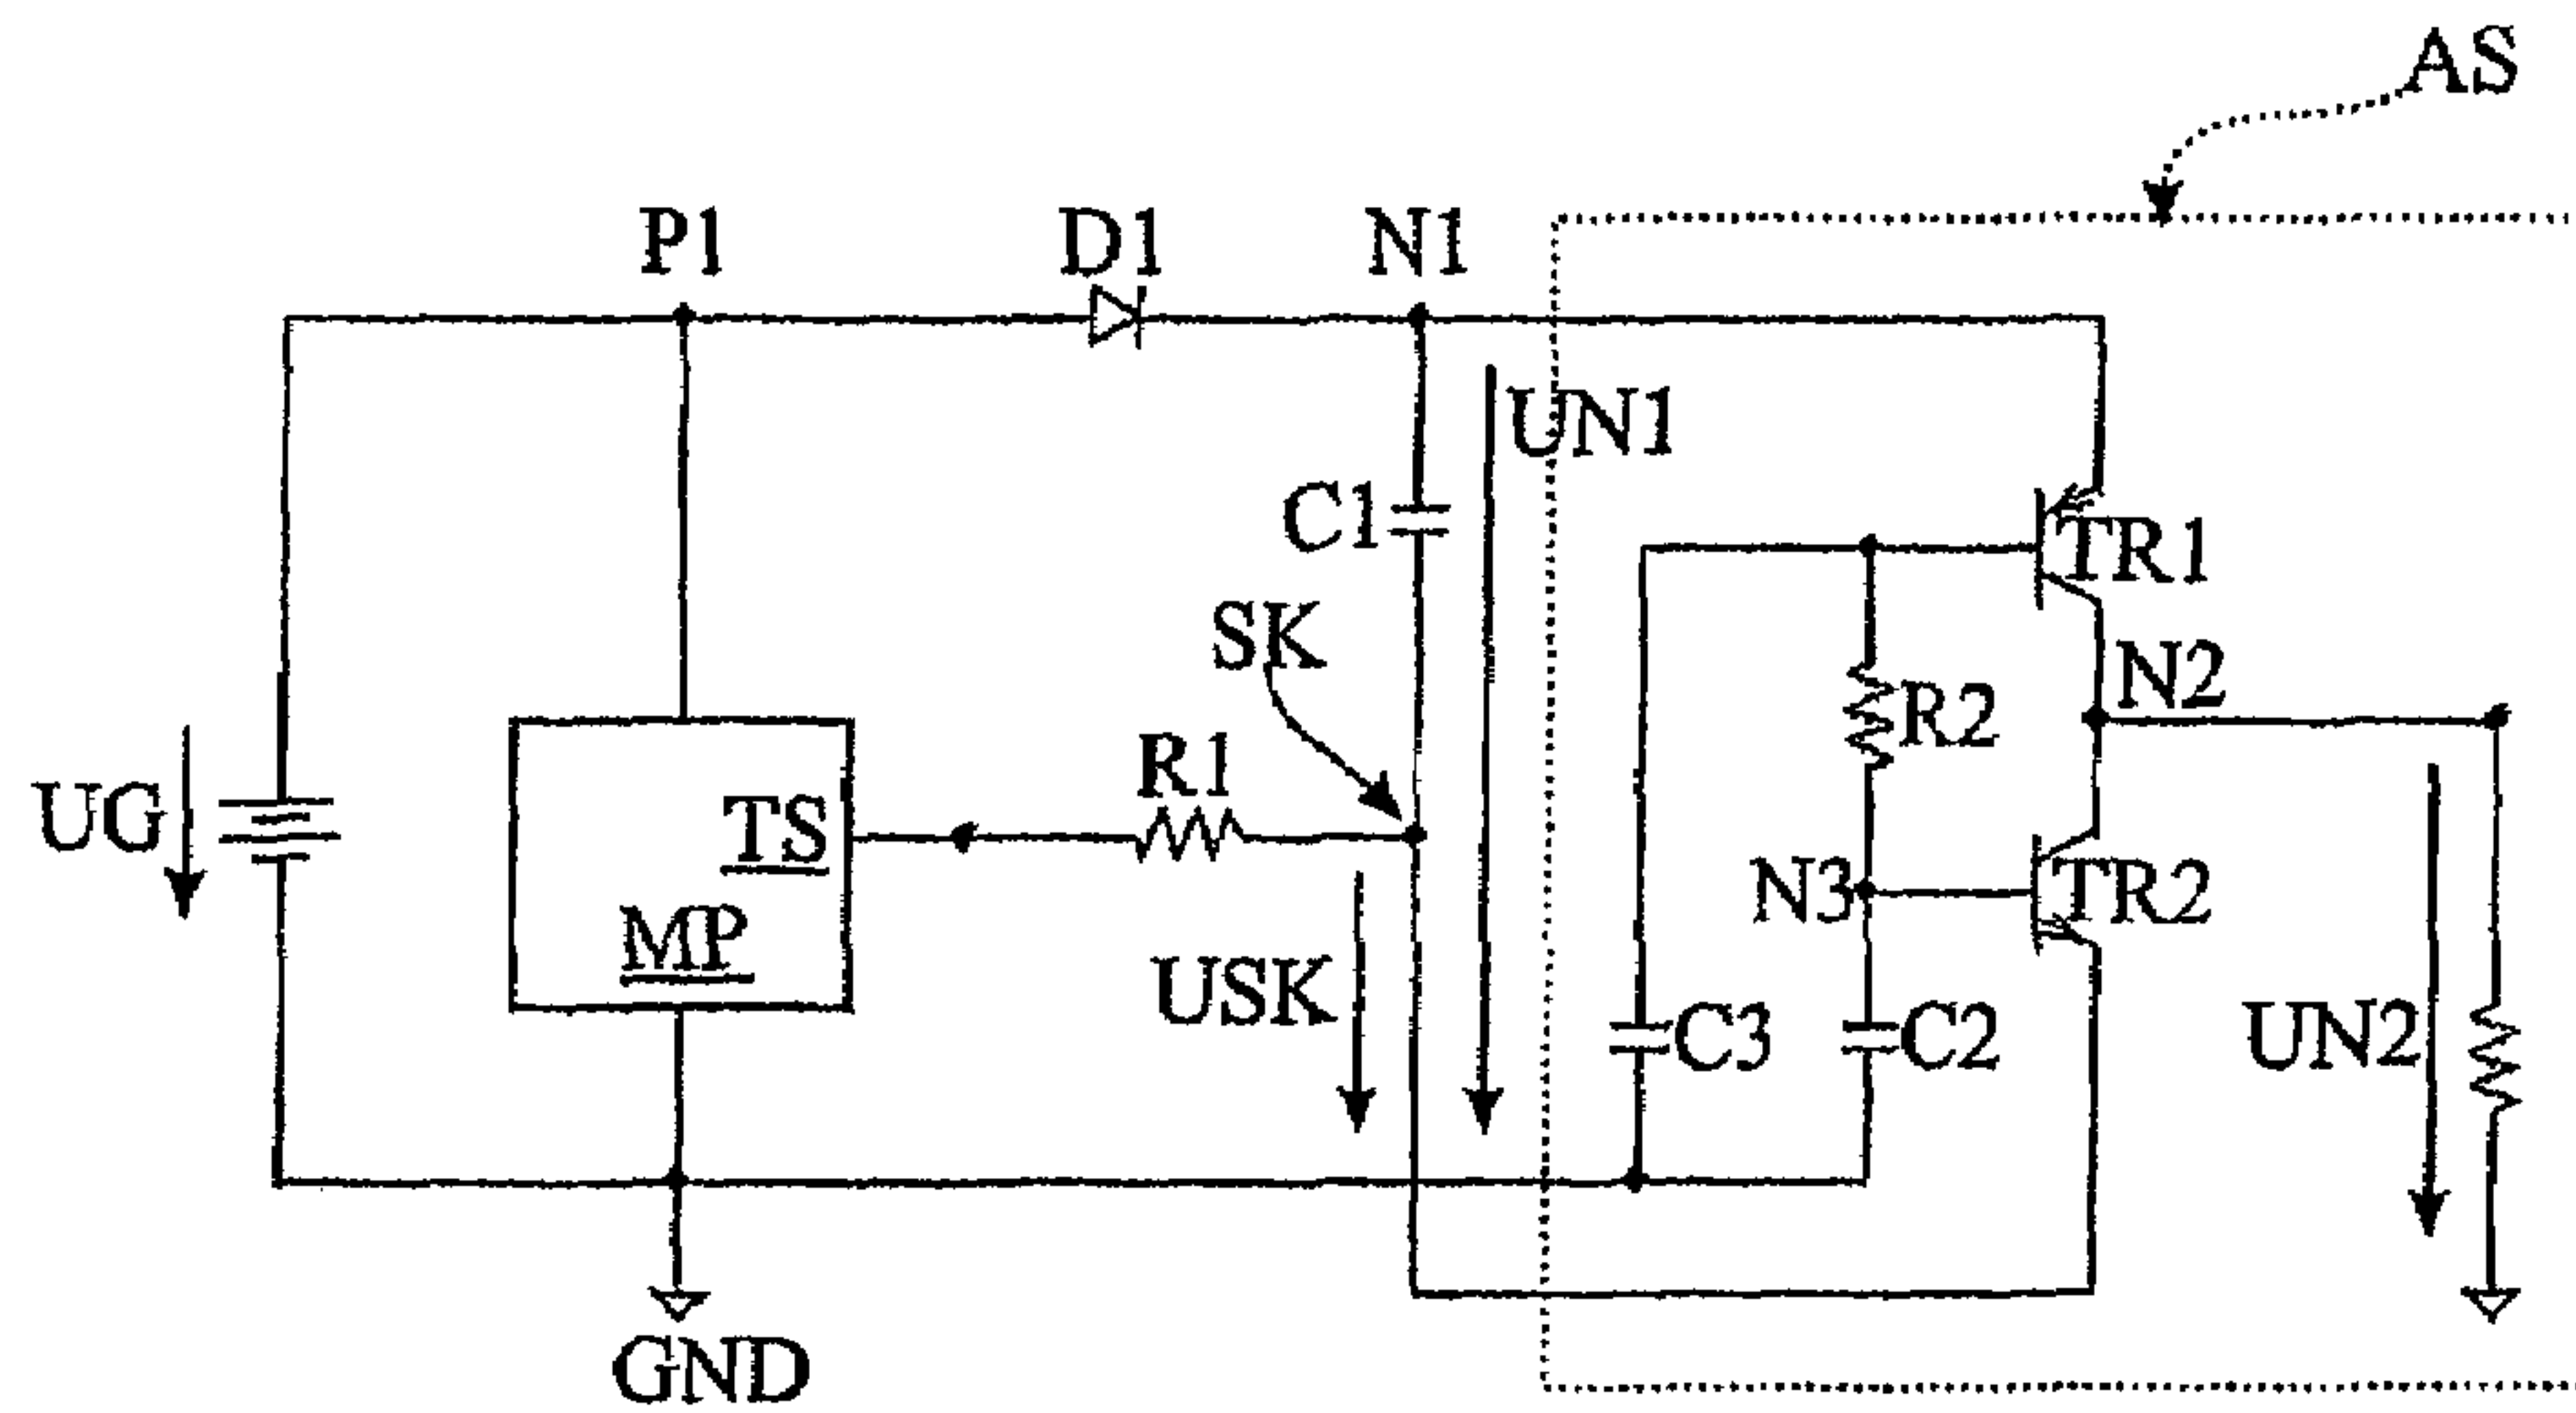 AS
P1
D1
N1
UN1
C1
TR1
SK
N2
R2
R1
UG
TS
N3
TR2
MP
USK
C3
C2
UN2
GND